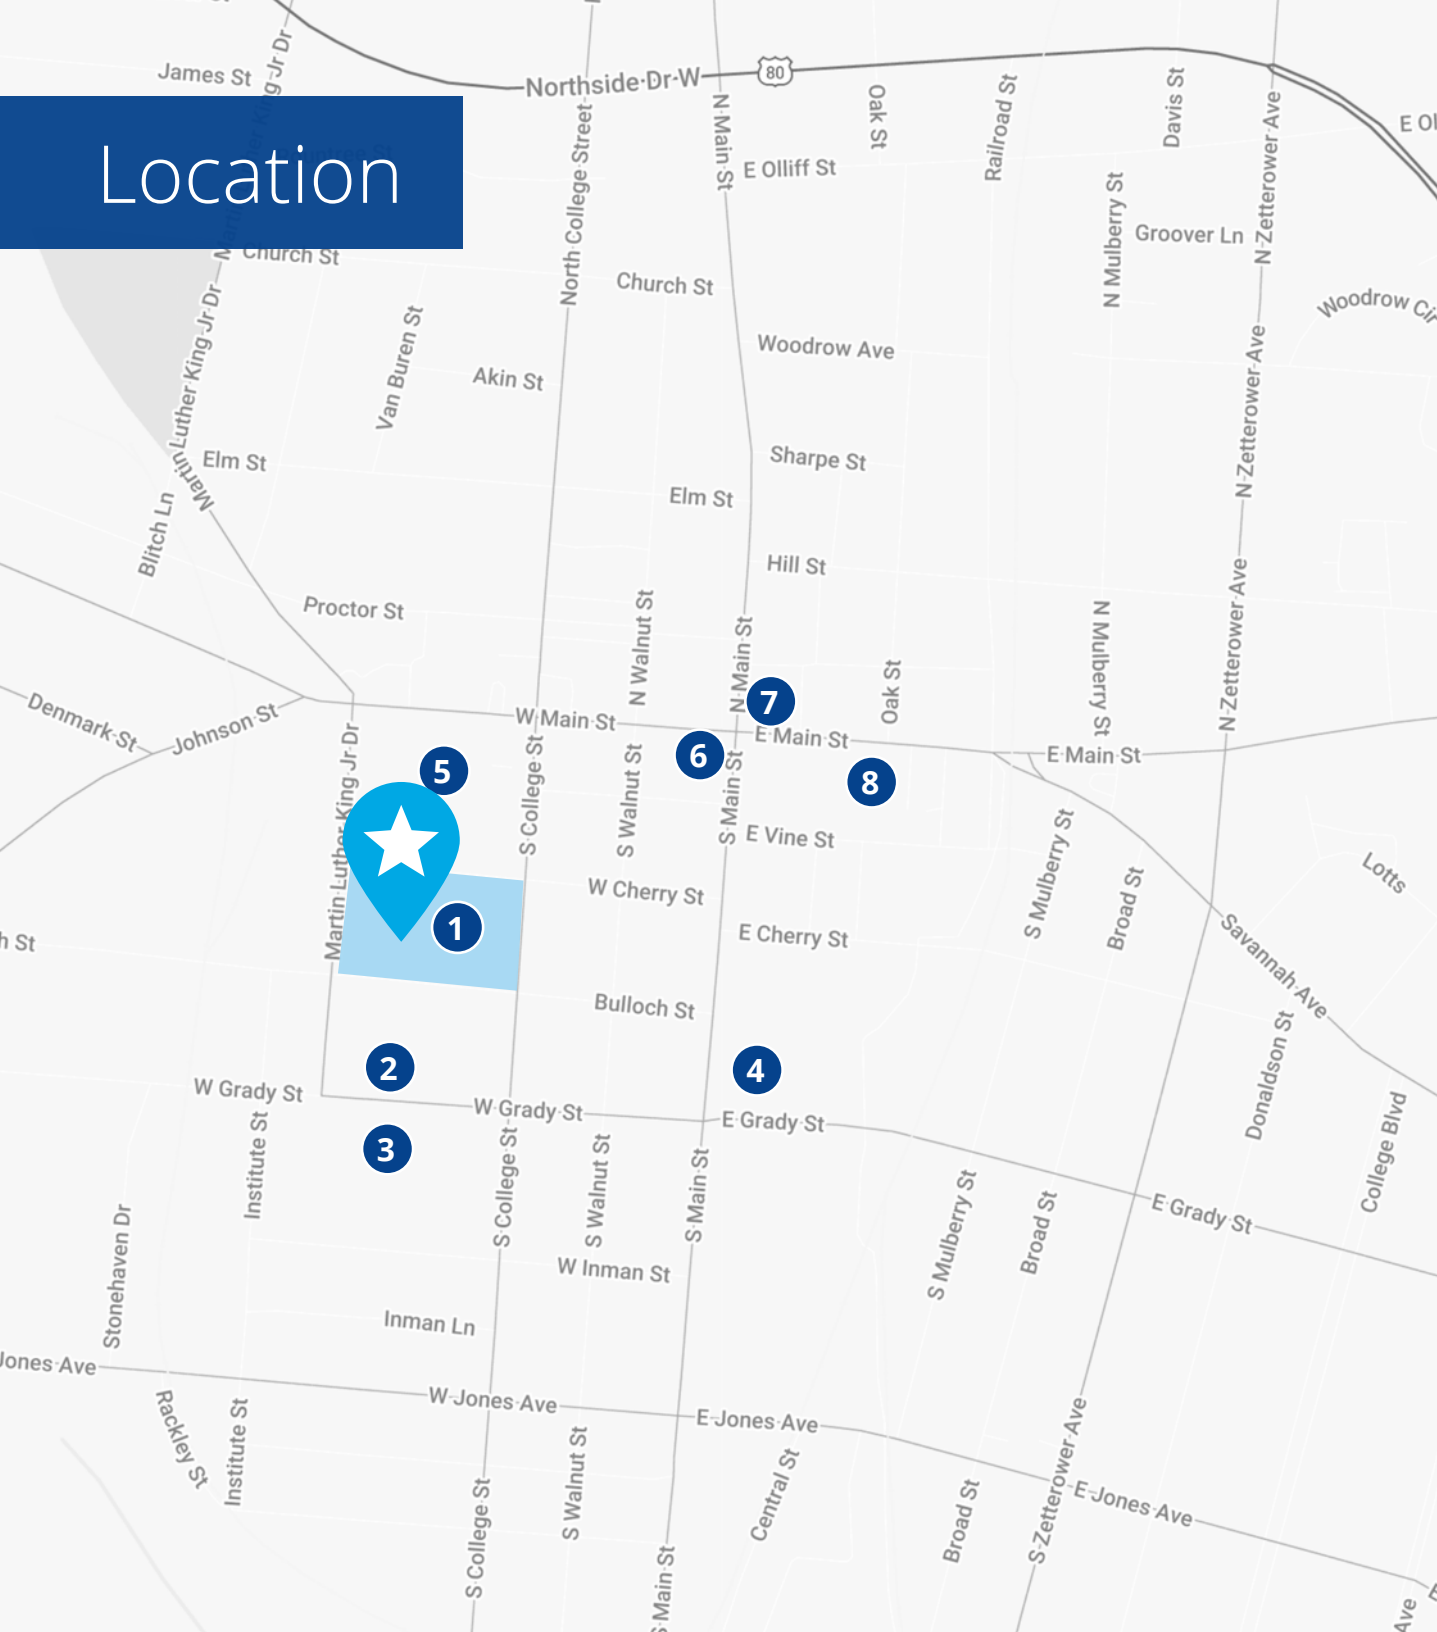 James St
Martin Luther King Jr Dr
Northside Dr W
80
Location
Church St
North College Street
N Main St
E Olliff St
Oak St
Railroad St
Davis St
N Zetterower Ave
E Ol
N Mulberry St
Groover Ln
Woodrow Cir
Church St
Martin Luther King Jr Dr
Van Buren St
Akin St
Woodrow Ave
N Zetterower Ave
Elm St
Martin
Sharpe St
Elm St
Blitch Ln
Hill St
Proctor St
N Walnut St
N Main St
Oak St
N Mulberry St
N Zetterower Ave
Denmark St
Johnson St
W Main St
7
E Main St
E Main St
6
8
5
Martin Luther King Jr Dr
S College St
S Walnut St
S Main St
E Vine St
S Mulberry St
Broad St
Lotts
W Cherry St
E Cherry St
1
h St
Savannah Ave
Bulloch St
2
4
W Grady St
W Grady St
E Grady St
Donaldson St
College Blvd
3
Institute St
S College St
S Walnut St
S Main St
S Mulberry St
Broad St
E Grady St
Stonehaven Dr
W Inman St
Inman Ln
Jones Ave
W Jones Ave
E Jones Ave
Rackley St
Institute St
S College St
S Walnut St
S Main St
Central St
Broad St
S Zetterower Ave
E Jones Ave
Ave